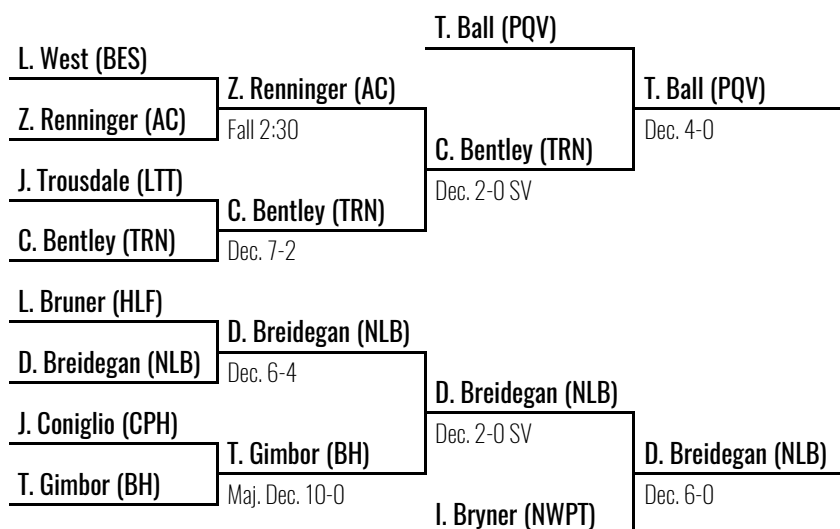 L. West (BES)
Z. Renninger (AC)
J. Trousdale (LTT)
C. Bentley (TRN)
L. Bruner (HLF)
D. Breidegan (NLB)
J. Coniglio (CPH)
T. Gimbor (BH)
Z. Renninger (AC)
Fall 2:30
C. Bentley (TRN)
Dec. 7-2
D. Breidegan (NLB)
Dec. 6-4
T. Gimbor (BH)
Maj. Dec. 10-0
T. Ball (PQV)
C. Bentley (TRN)
Dec. 2-0 SV
D. Breidegan (NLB)
Dec. 2-0 SV
I. Bryner (NWPT)
T. Ball (PQV)
Dec. 4-0
D. Breidegan (NLB)
Dec. 6-0